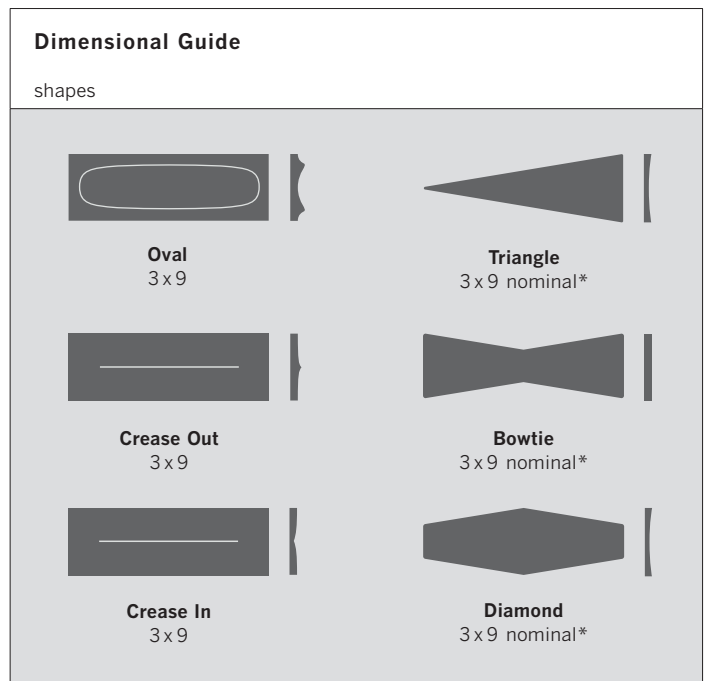 Dimensional Guide
shapes
Oval
3 x 9
Triangle
3 x 9 nominal*
Crease Out
3 x 9
Bowtie
3 x 9 nominal*
Crease In
3 x 9
Diamond
3 x 9 nominal*